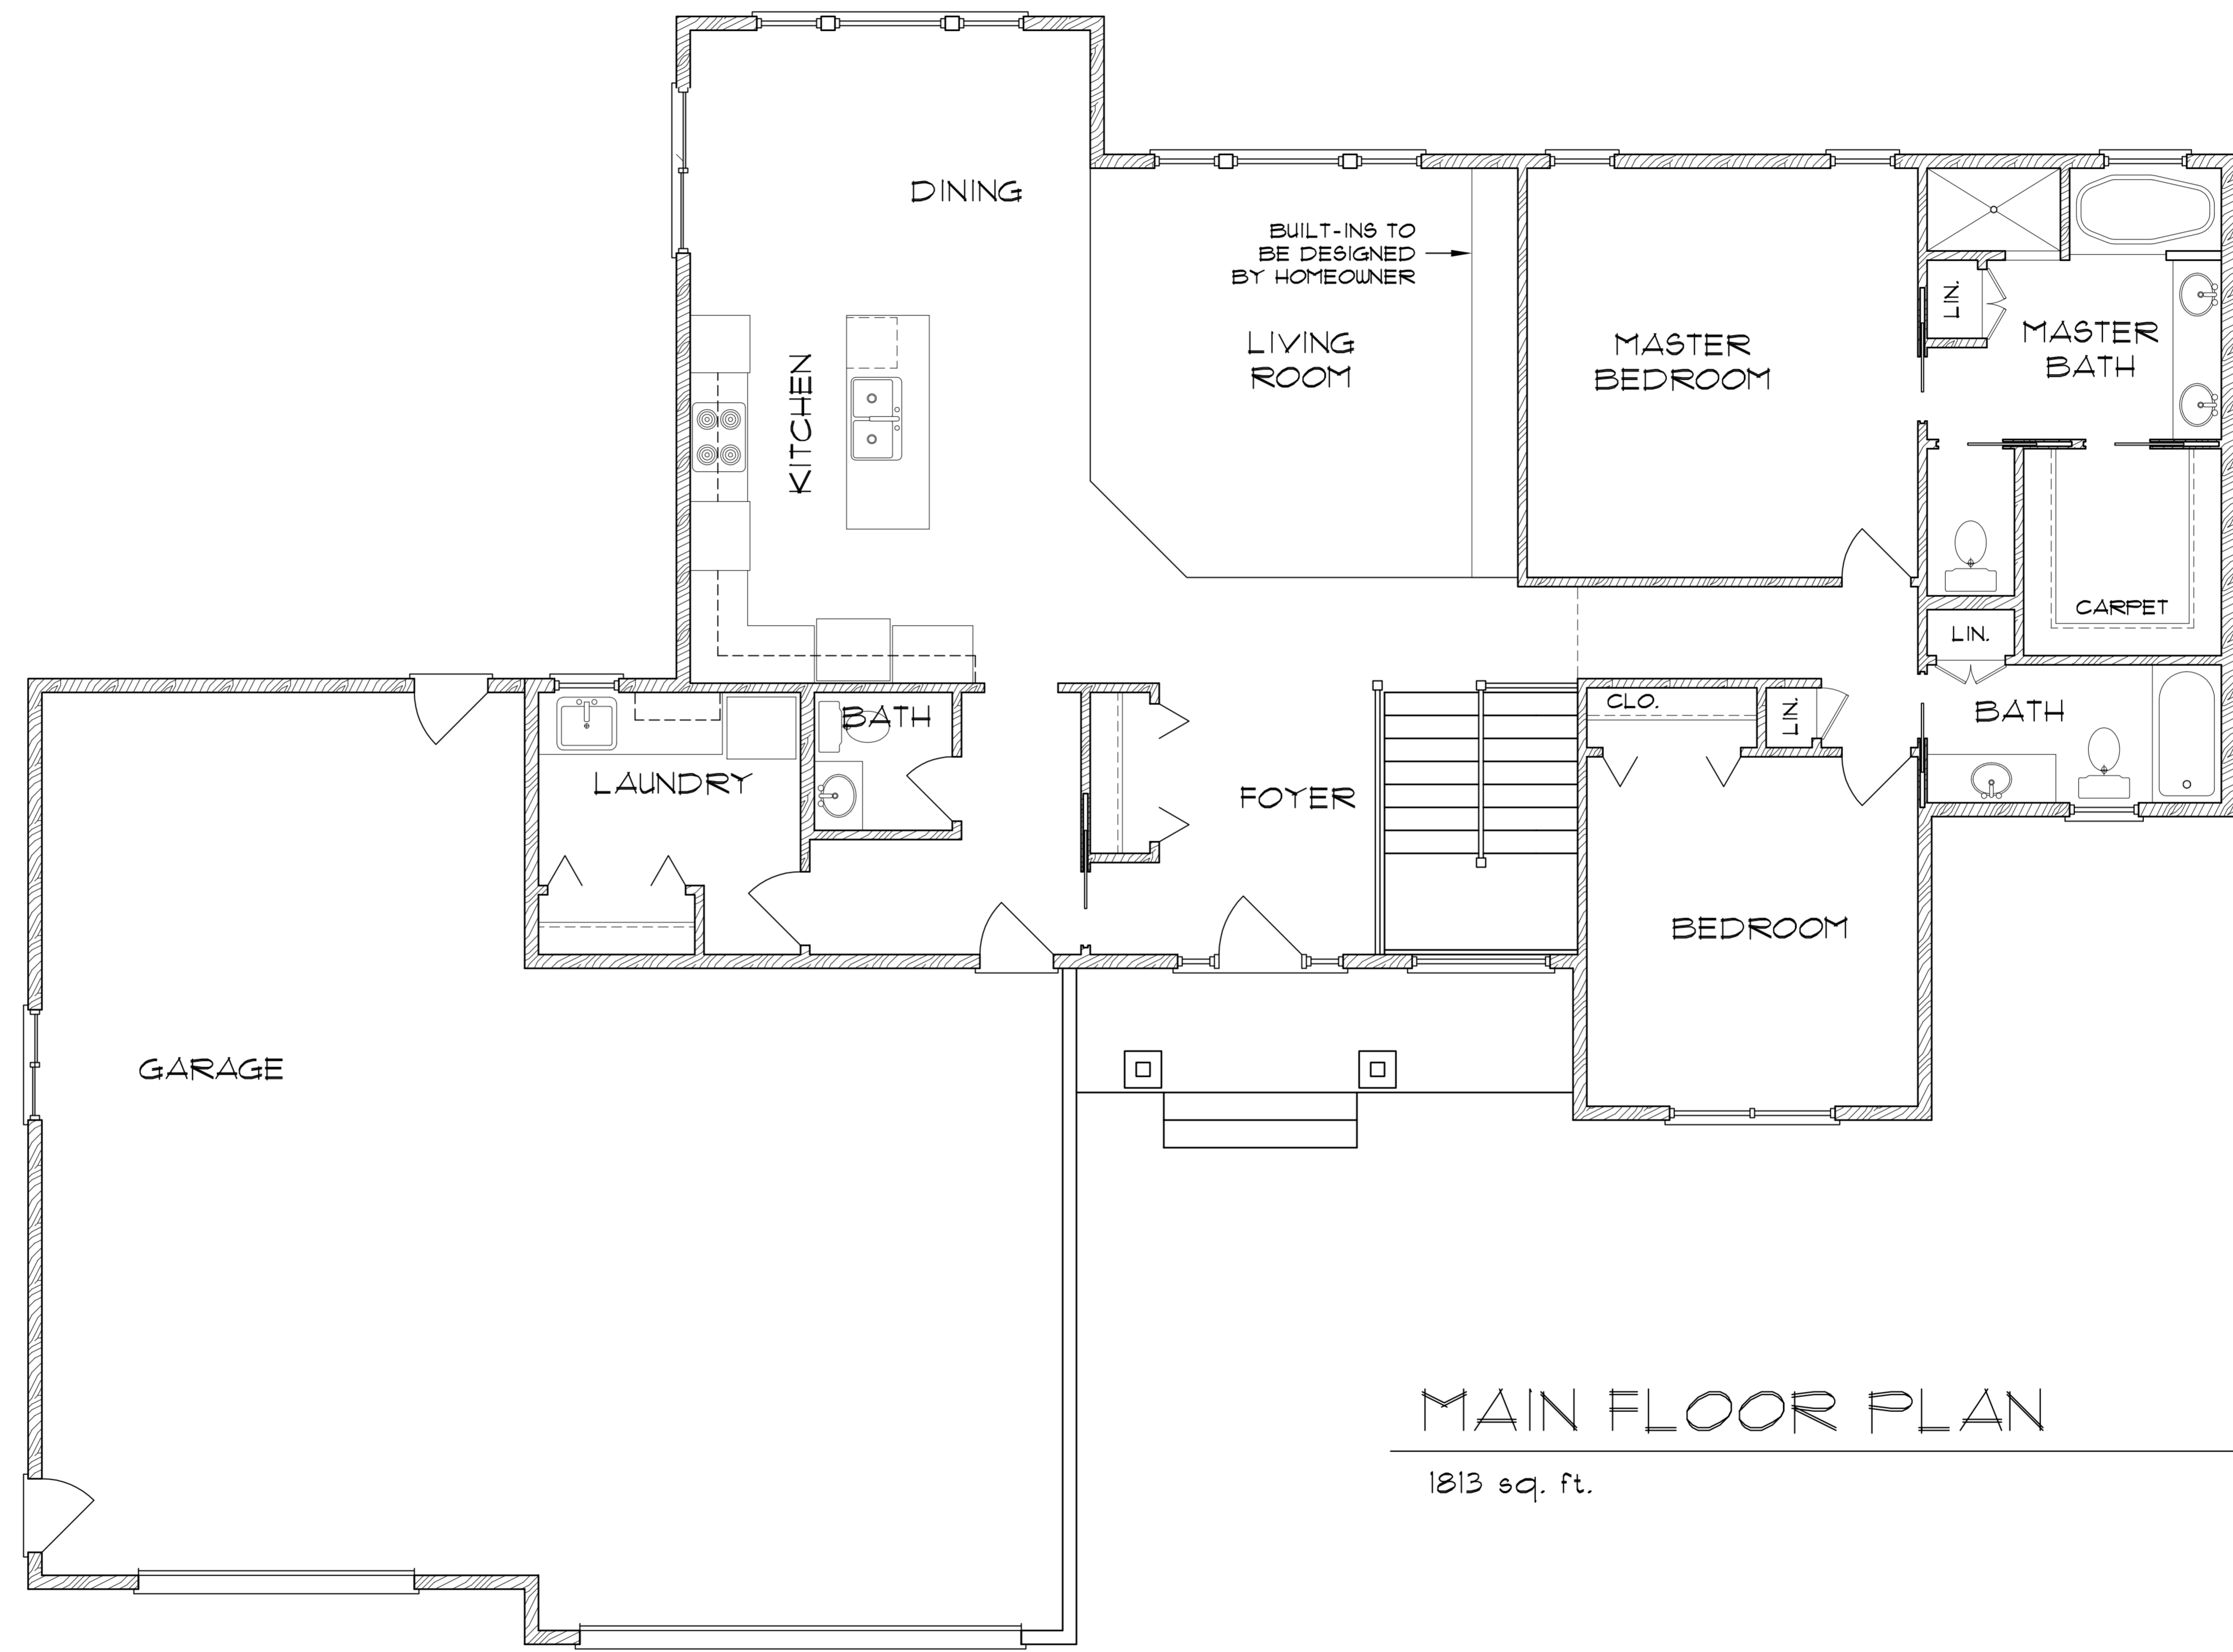 DINING
BUILT-INS TO
BE DESIGNED
BY HOMEOWNER
LIVING
ROOM
KITCHEN
MASTER
BEDROOM
LIN.
MASTER
BATH
CARPET
LIN.
CLO.
LIN.
BATH
BATH
LAUNDRY
FOYER
BEDROOM
GARAGE
MAIN FLOOR PLAN
1813 sq. ft.